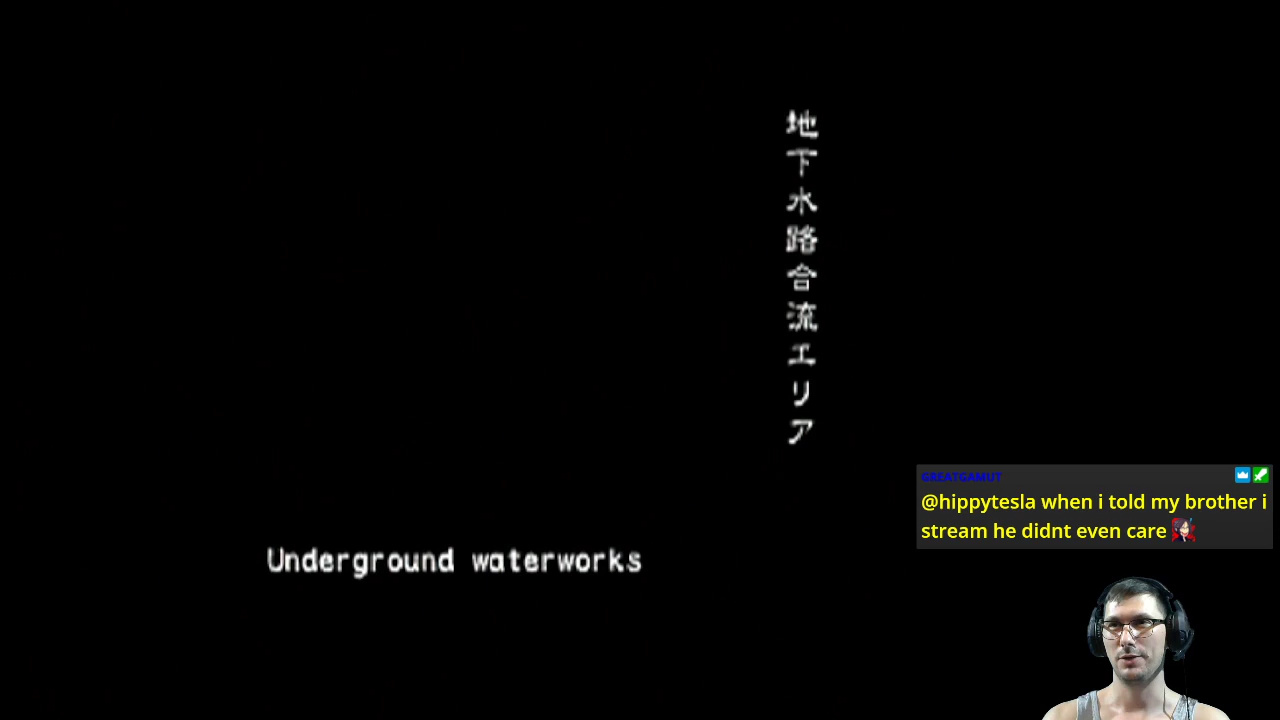 地下水路合流エリア
Underground waterworks
GREATGAMUT
@hippytesla when i told my brother i
stream he didnt even care